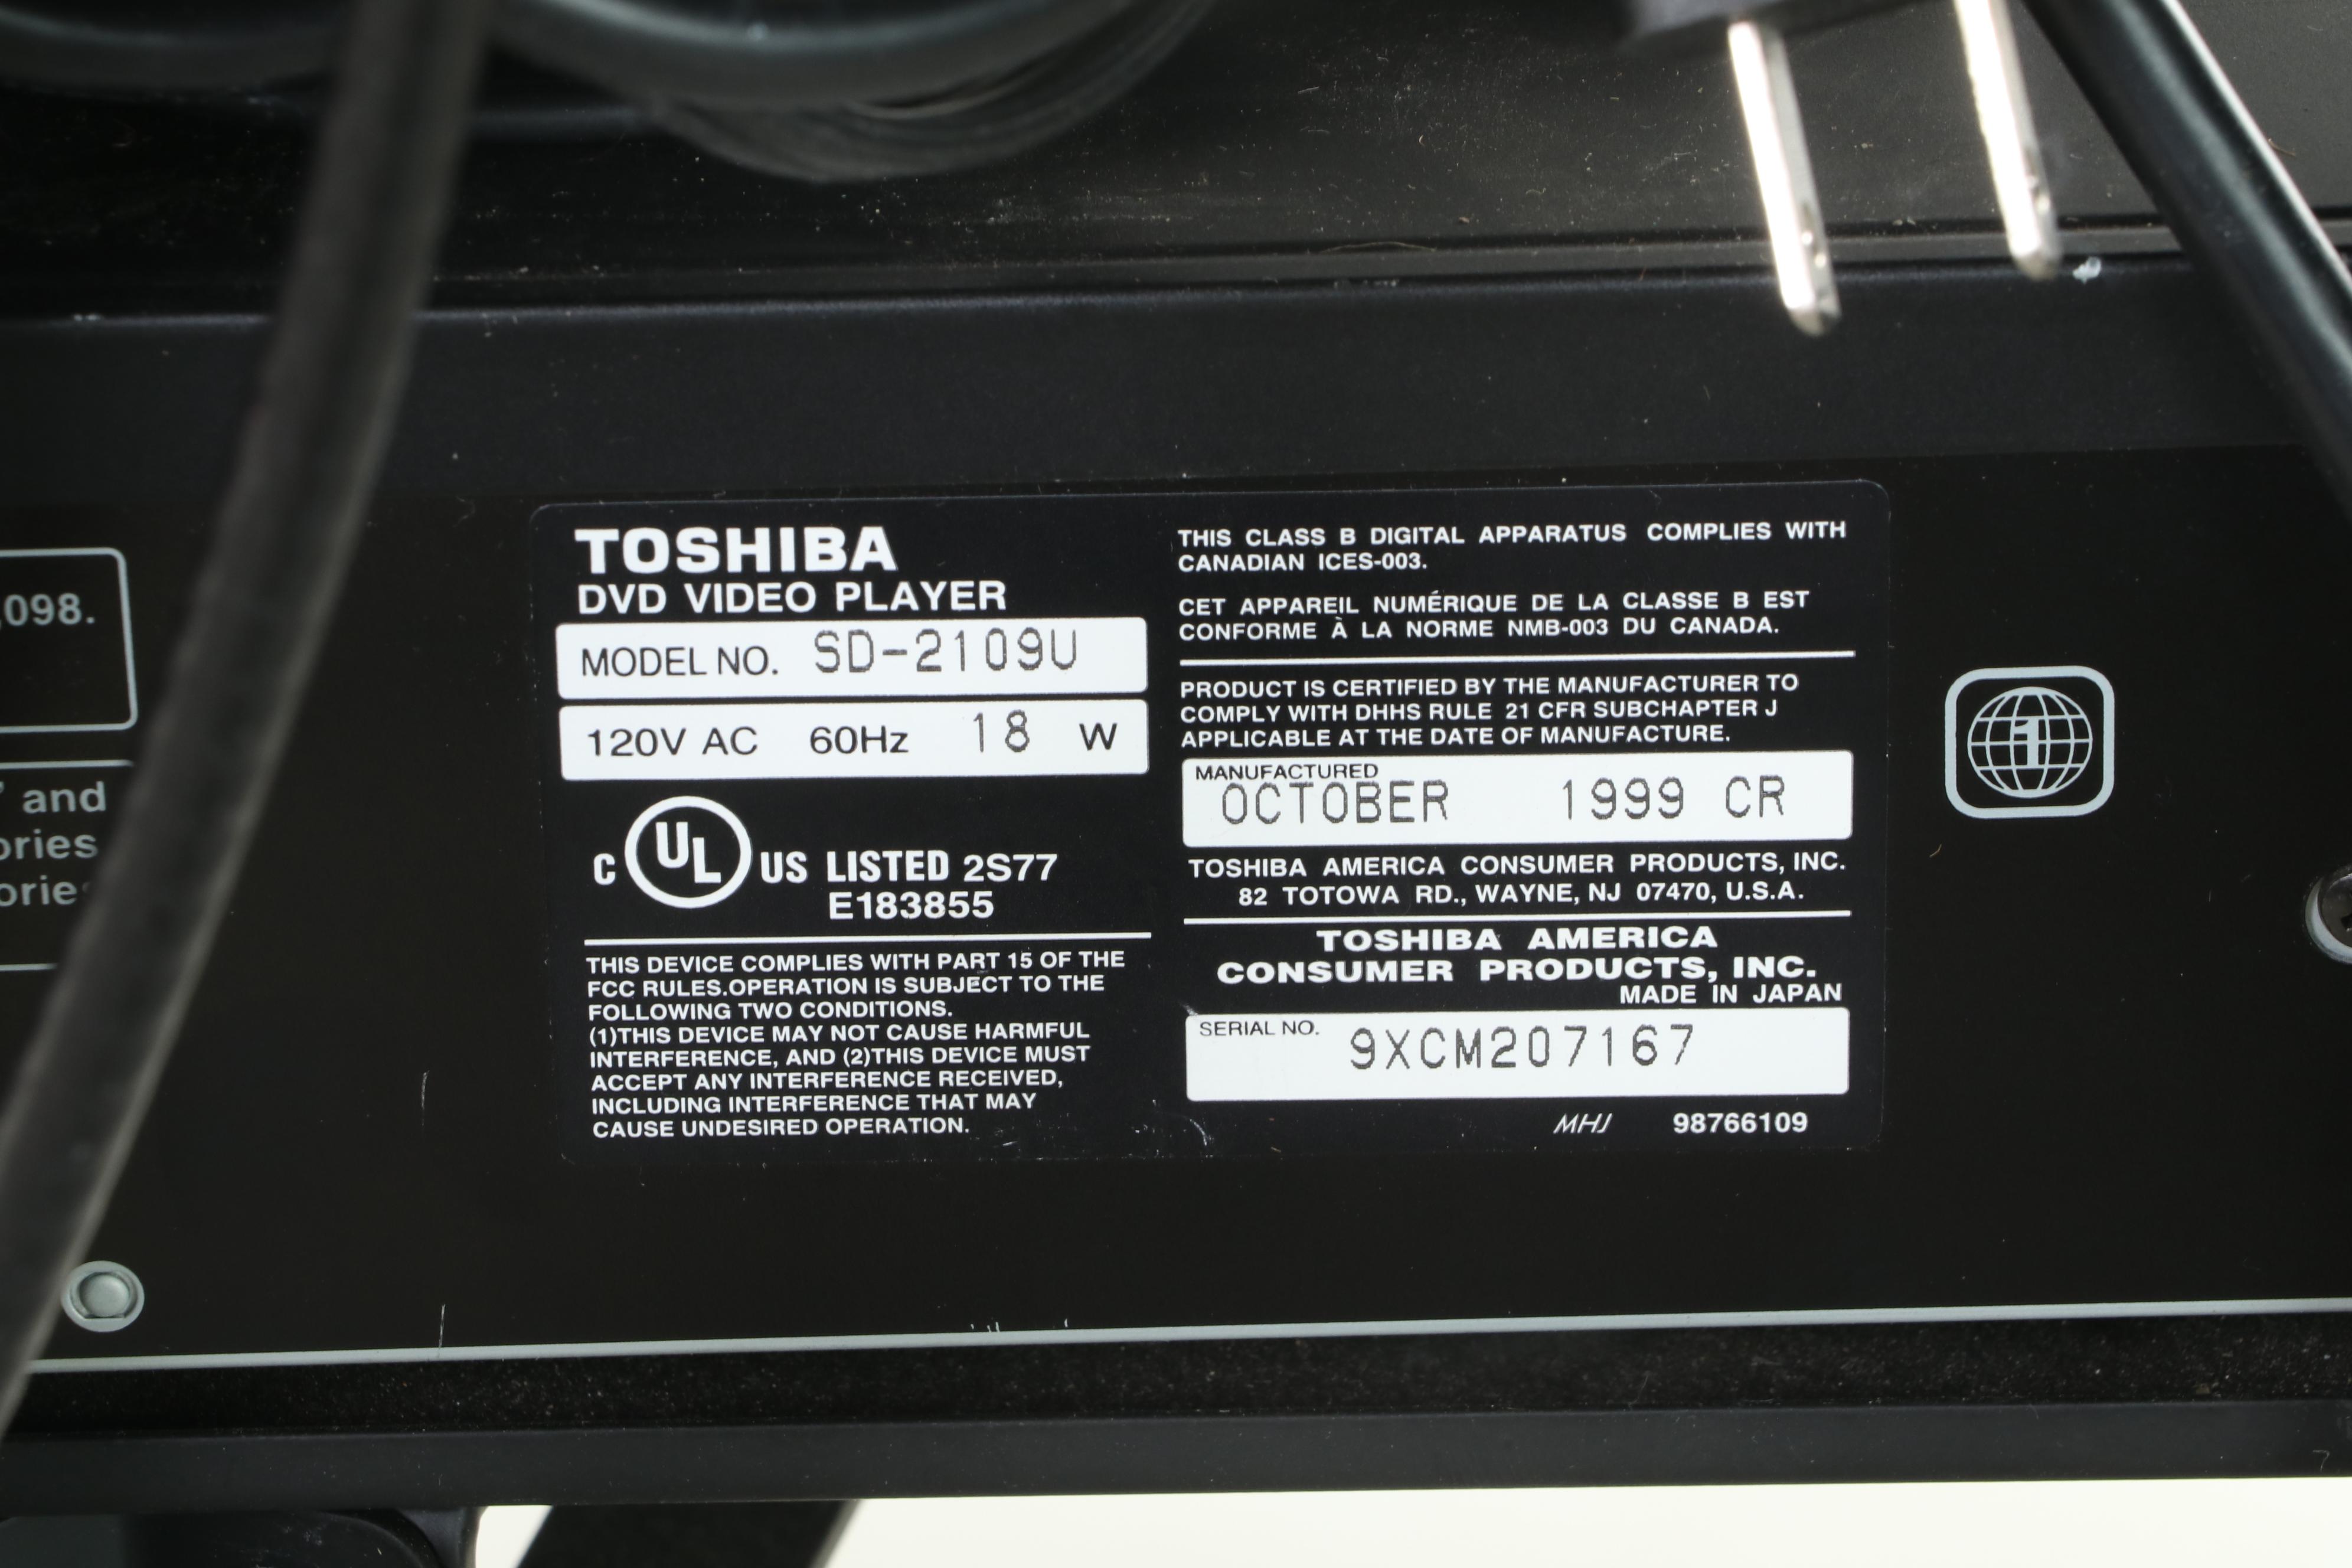 ,098.
and
ories
TOSHIBA
DVD VIDEO PLAYER
MODEL NO. SD-2109U
120V AC 60Hz 18 W
C UL US LISTED 2S77
E183855
THIS DEVICE COMPLIES WITH PART 15 OF THE
FCC RULES.OPERATION IS SUBJECT TO THE
FOLLOWING TWO CONDITIONS.
(1)THIS DEVICE MAY NOT CAUSE HARMFUL
INTERFERENCE, AND (2)THIS DEVICE MUST
ACCEPT ANY INTERFERENCE RECEIVED,
INCLUDING INTERFERENCE THAT MAY
CAUSE UNDESIRED OPERATION.
THIS CLASS B DIGITAL APPARATUS COMPLIES WITH
CANADIAN ICES-003.
CET APPAREIL NUMÉRIQUE DE LA CLASSE B EST
CONFORME À LA NORME NMB-003 DU CANADA.
PRODUCT IS CERTIFIED BY THE MANUFACTURER TO
COMPLY WITH DHHS RULE 21 CFR SUBCHAPTER J
APPLICABLE AT THE DATE OF MANUFACTURE.
MANUFACTURED
OCTOBER 1999 CR
TOSHIBA AMERICA CONSUMER PRODUCTS, INC.
82 TOTOWA RD., WAYNE, NJ 07470, U.S.A.
TOSHIBA AMERICA
CONSUMER PRODUCTS, INC.
MADE IN JAPAN
SERIAL NO. 9XCM207167
MHJ 98766109
1